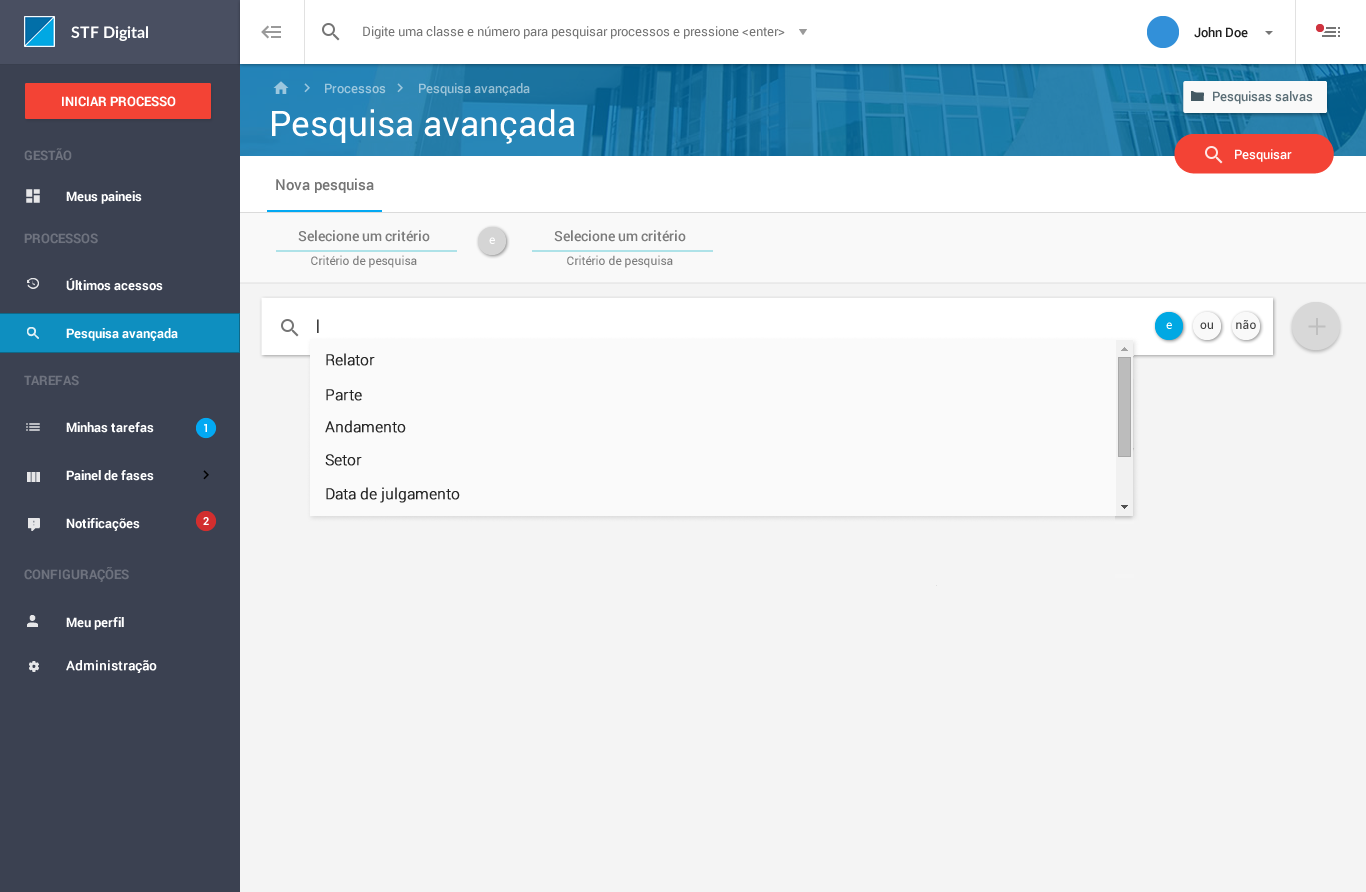 STF Digital
Digite uma classe e número para pesquisar processos e pressione <enter>
John Doe
INICIAR PROCESSO
GESTÃO
Meus paineis
PROCESSOS
Últimos acessos
Pesquisa avançada
TAREFAS
Minhas tarefas 1
Painel de fases
Notificações 2
CONFIGURAÇÕES
Meu perfil
Administração
Processos
Pesquisa avançada
Pesquisa avançada
Pesquisas salvas
Pesquisar
Nova pesquisa
Selecione um critério e Selecione um critério
Critério de pesquisa Critério de pesquisa
e ou não
Relator
Parte
Andamento
Setor
Data de julgamento